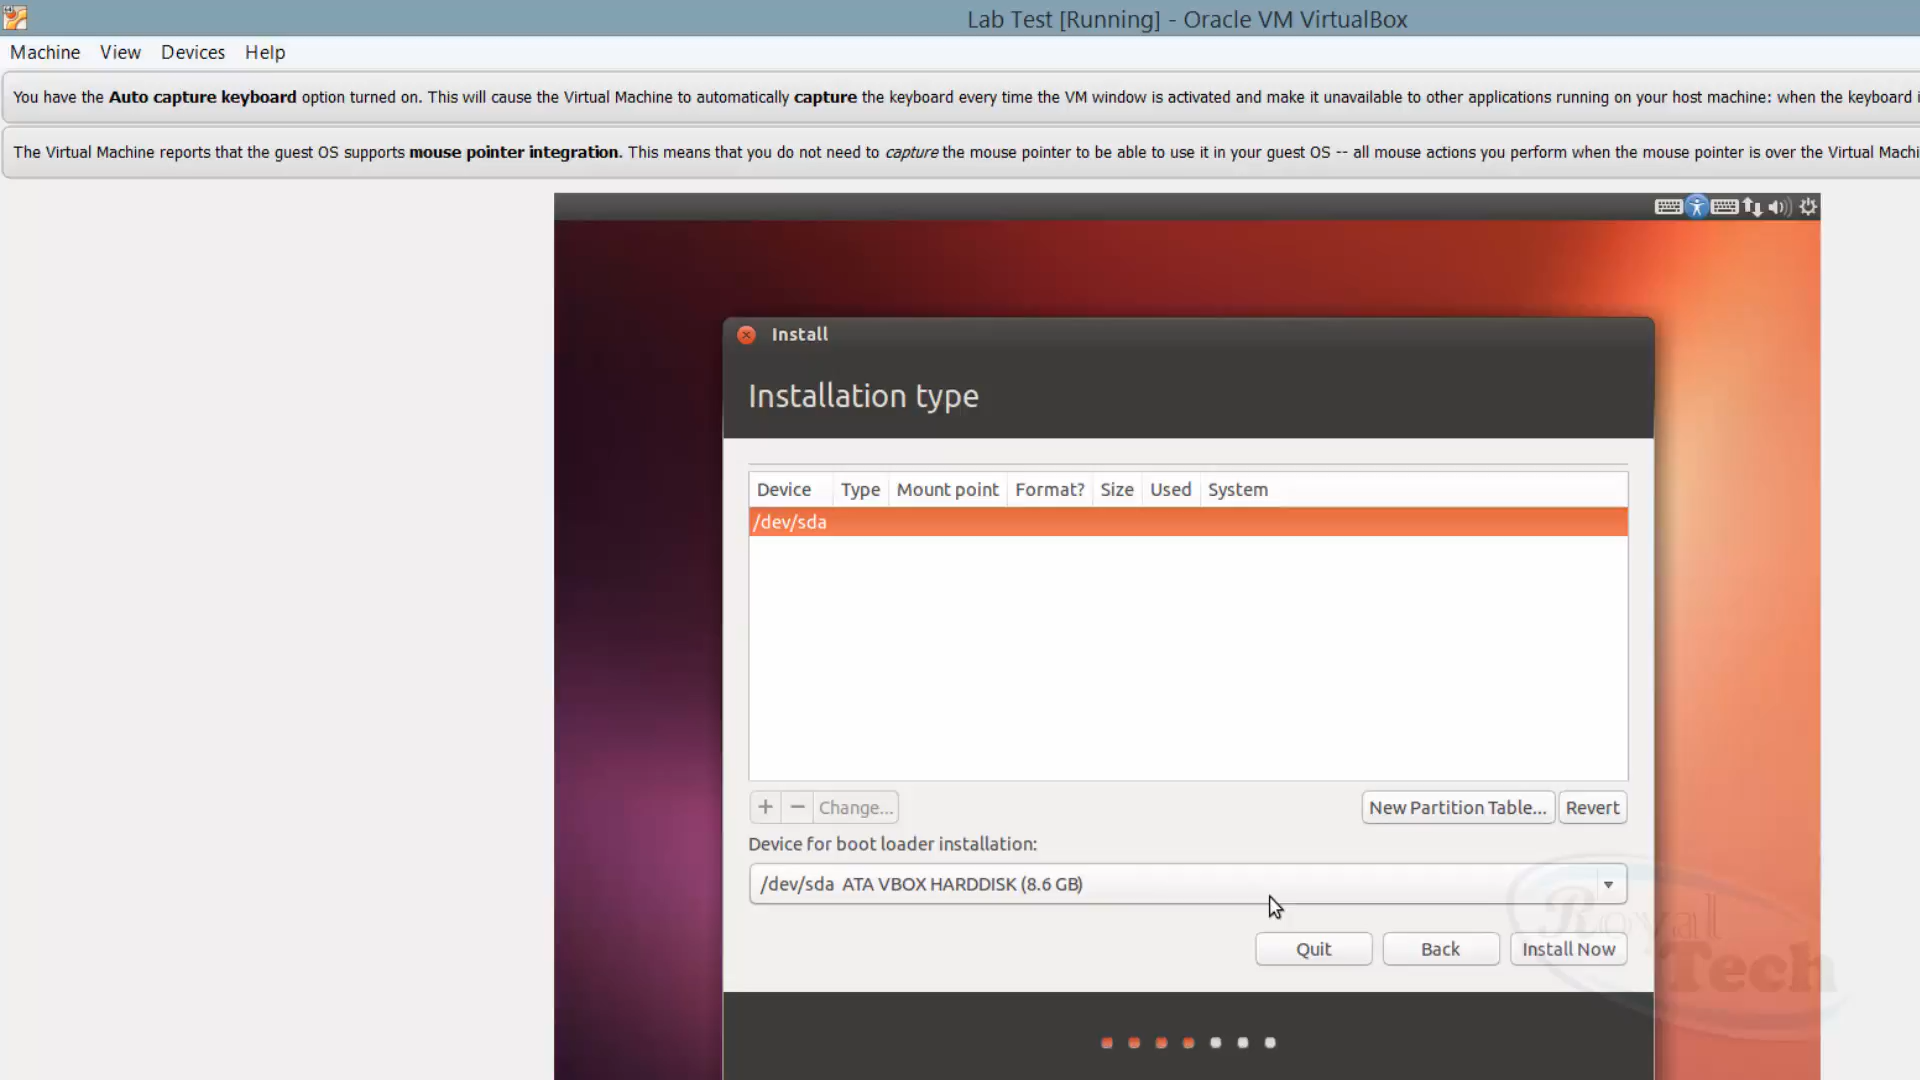 Lab Test [Running] - Oracle VM VirtualBox
Machine View Devices Help
You have the Auto capture keyboard option turned on. This will cause the Virtual Machine to automatically capture the keyboard every time the VM window is activated and make it unavailable to other applications running on your host machine: when the keyboard
The Virtual Machine reports that the guest OS supports mouse pointer integration. This means that you do not need to capture the mouse pointer to be able to use it in your guest OS -- all mouse actions you perform when the mouse pointer is over the Virtual
Install
Installation type
Device Type Mount point Format? Size Used System
/dev/sda
+ − Change... New Partition Table... Revert
Device for boot loader installation:
/dev/sda ATA VBOX HARDDISK (8.6 GB)
Quit Back Install Now
Royal
Tech